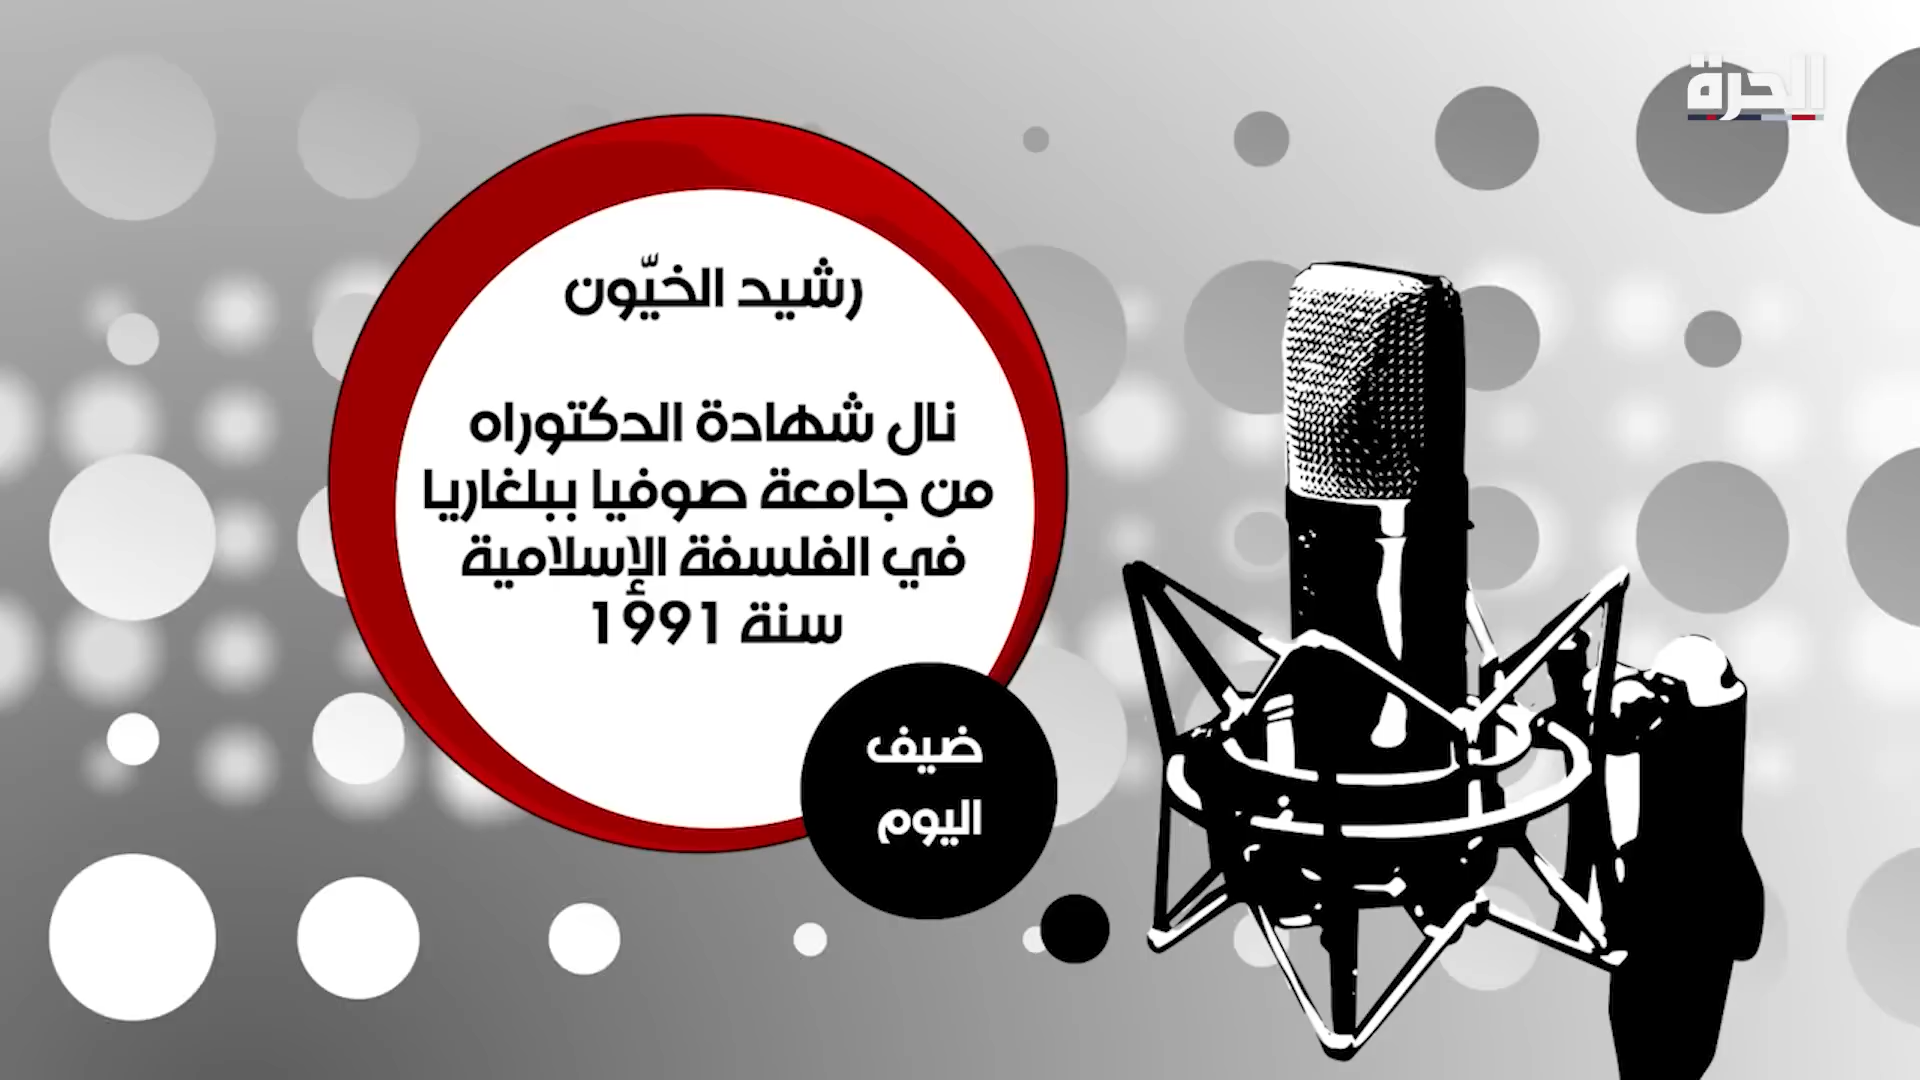 الحرة
رشيد الخيّون
نال شهادة الدكتوراه
من جامعة صوفيا ببلغاريا
في الفلسفة الإسلامية
سنة 1991
ضيف
اليوم